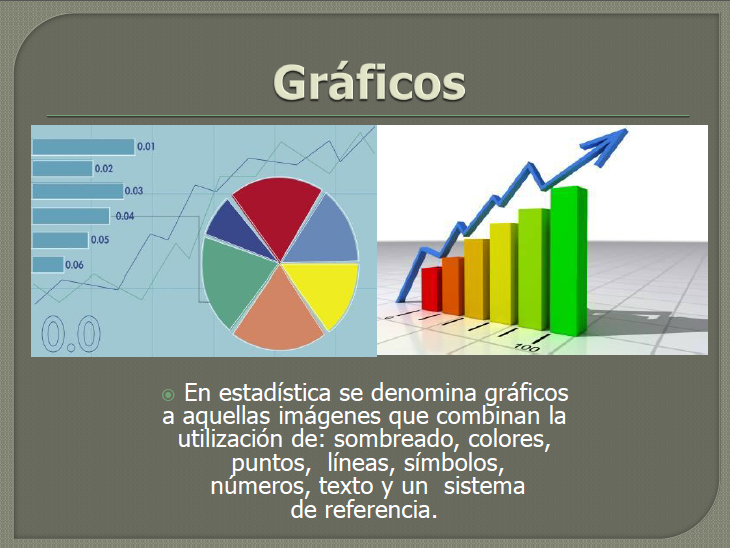 Gráficos
0.01
0.02
0.03
0.04
0.05
0.06
0.0
100
En estadística se denomina gráficos
a aquellas imágenes que combinan la
utilización de: sombreado, colores,
puntos, líneas, símbolos,
números, texto y un sistema
de referencia.